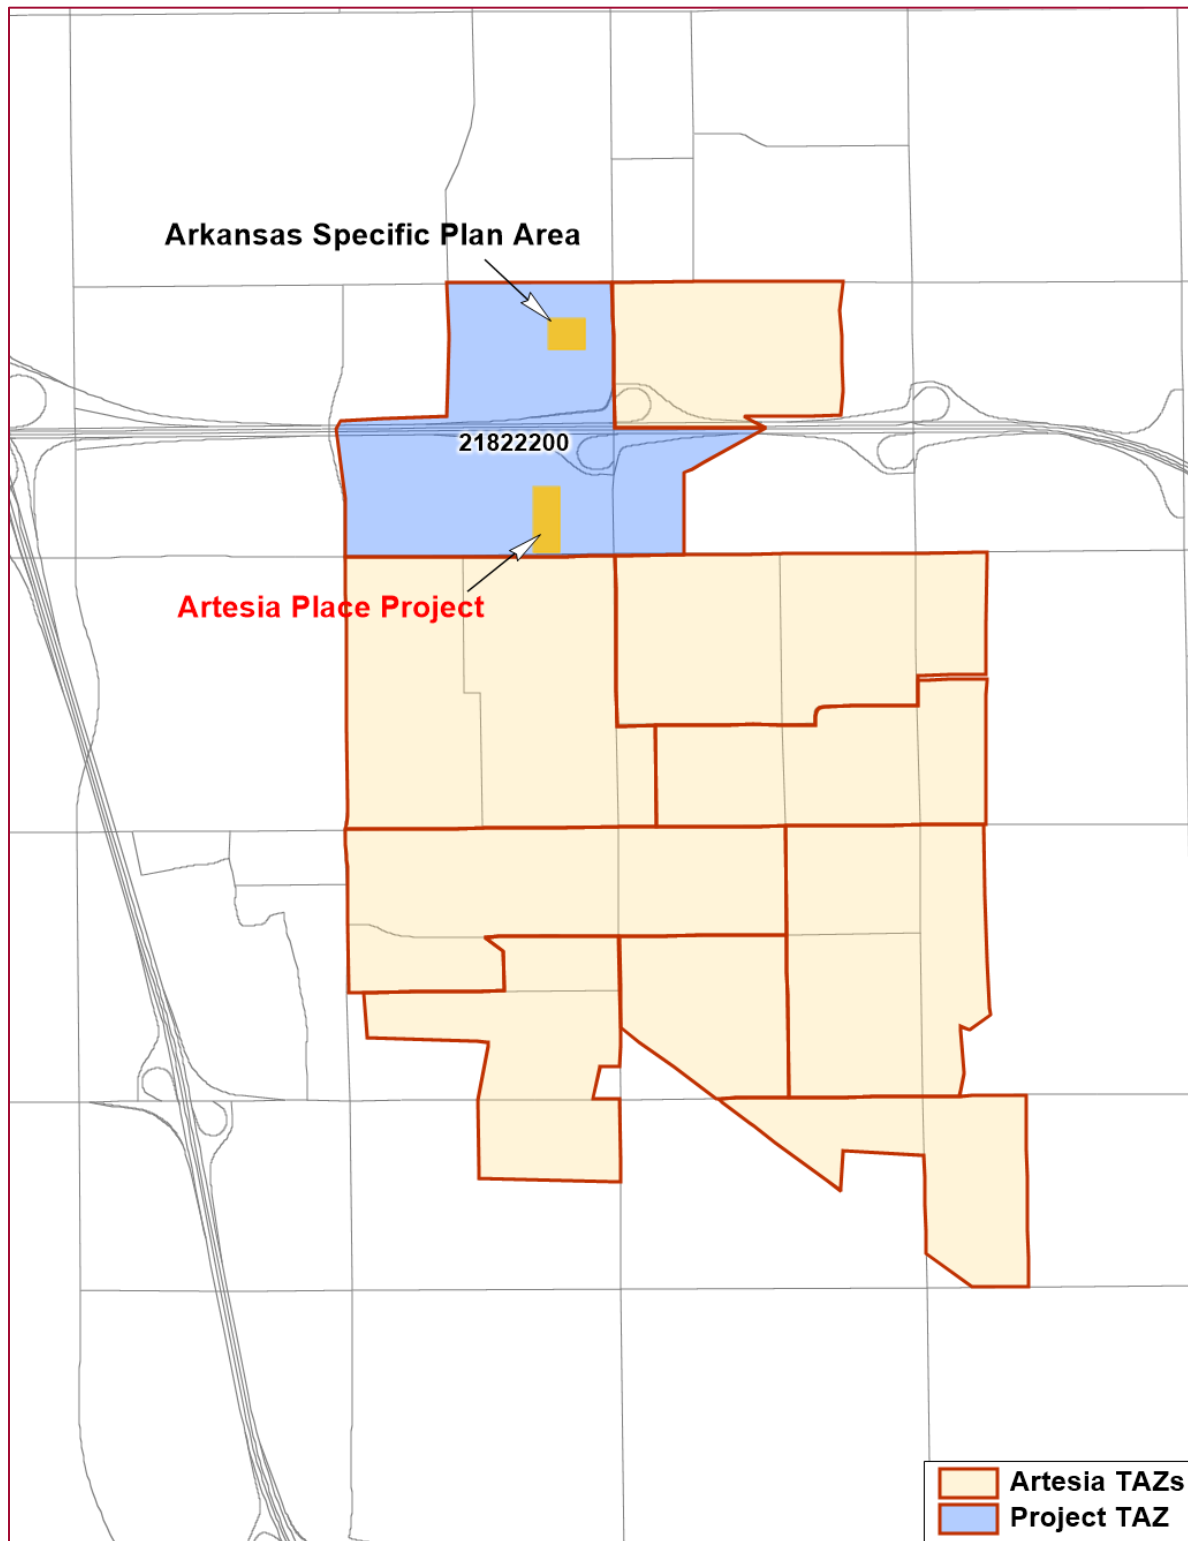 Arkansas Specific Plan Area
21822200
Artesia Place Project
Artesia TAZs
Project TAZ